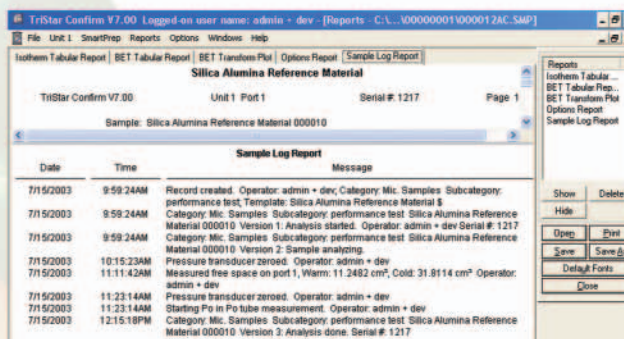 TriStar Confirm V7.00 Logged-on user name: admin + dev - [Reports - C:\...\00000001\000012AC.SMP]
File Unit 1 SmartPrep Reports Options Windows Help
Isotherm Tabular Report BET Tabular Report BET Transform Plot Options Report Sample Log Report
Silica Alumina Reference Material
TriStar Confirm V7.00 Unit 1 Port 1 Serial #: 1217 Page 1
Sample: Silica Alumina Reference Material 000010
Sample Log Report
Date Time Message
7/15/2003 9:59:24AM Record created. Operator: admin + dev; Category: Mic. Samples Subcategory:
performance test; Template: Silica Alumina Reference Material $
7/15/2003 9:59:24AM Category: Mic. Samples Subcategory: performance test Silica Alumina Reference
Material 000010 Version 1: Analysis started. Operator: admin + dev Serial #: 1217
7/15/2003 9:59:24AM Category: Mic. Samples Subcategory: performance test Silica Alumina Reference
Material 000010 Version 2: Sample analyzing.
7/15/2003 10:15:23AM Pressure transducer zeroed. Operator: admin + dev
7/15/2003 11:11:42AM Measured free space on port 1, Warm: 11.2482 cm³, Cold: 31.8114 cm³ Operator:
admin + dev
7/15/2003 11:23:14AM Pressure transducer zeroed. Operator: admin + dev
7/15/2003 11:23:14AM Starting Po in Po tube measurement. Operator: admin + dev
7/15/2003 12:15:18PM Category: Mic. Samples Subcategory: performance test Silica Alumina Reference
Material 000010 Version 3: Analysis done. Serial #: 1217
Reports
Isotherm Tabular ...
BET Tabular Rep...
BET Transform Plot
Options Report
Sample Log Report
Show Delete
Hide
Open Print
Save Save A
Default Fonts
Close